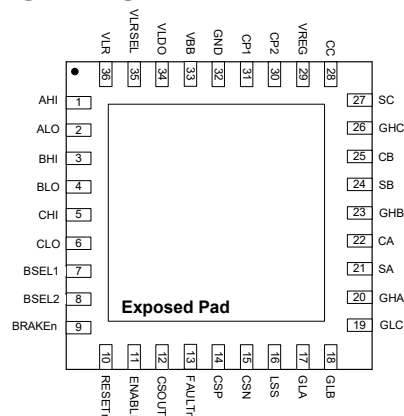 VLR
VLRSEL
VLDO
VBB
GND
CP1
CP2
VREG
CC
36
35
34
33
32
31
30
29
28
AHI 1
ALO 2
BHI 3
BLO 4
CHI 5
CLO 6
BSEL1 7
BSEL2 8
BRAKEn 9
27 SC
26 GHC
25 CB
24 SB
23 GHB
22 CA
21 SA
20 GHA
19 GLC
Exposed Pad
10
11
12
13
14
15
16
17
18
RESETn
ENABL
CSOUT
FAULTn
CSP
CSN
LSS
GLA
GLB